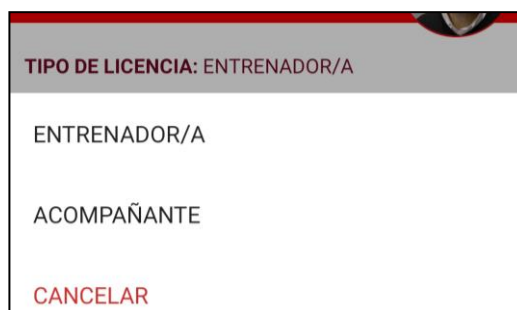 TIPO DE LICENCIA: ENTRENADOR/A
ENTRENADOR/A
ACOMPAÑANTE
CANCELAR